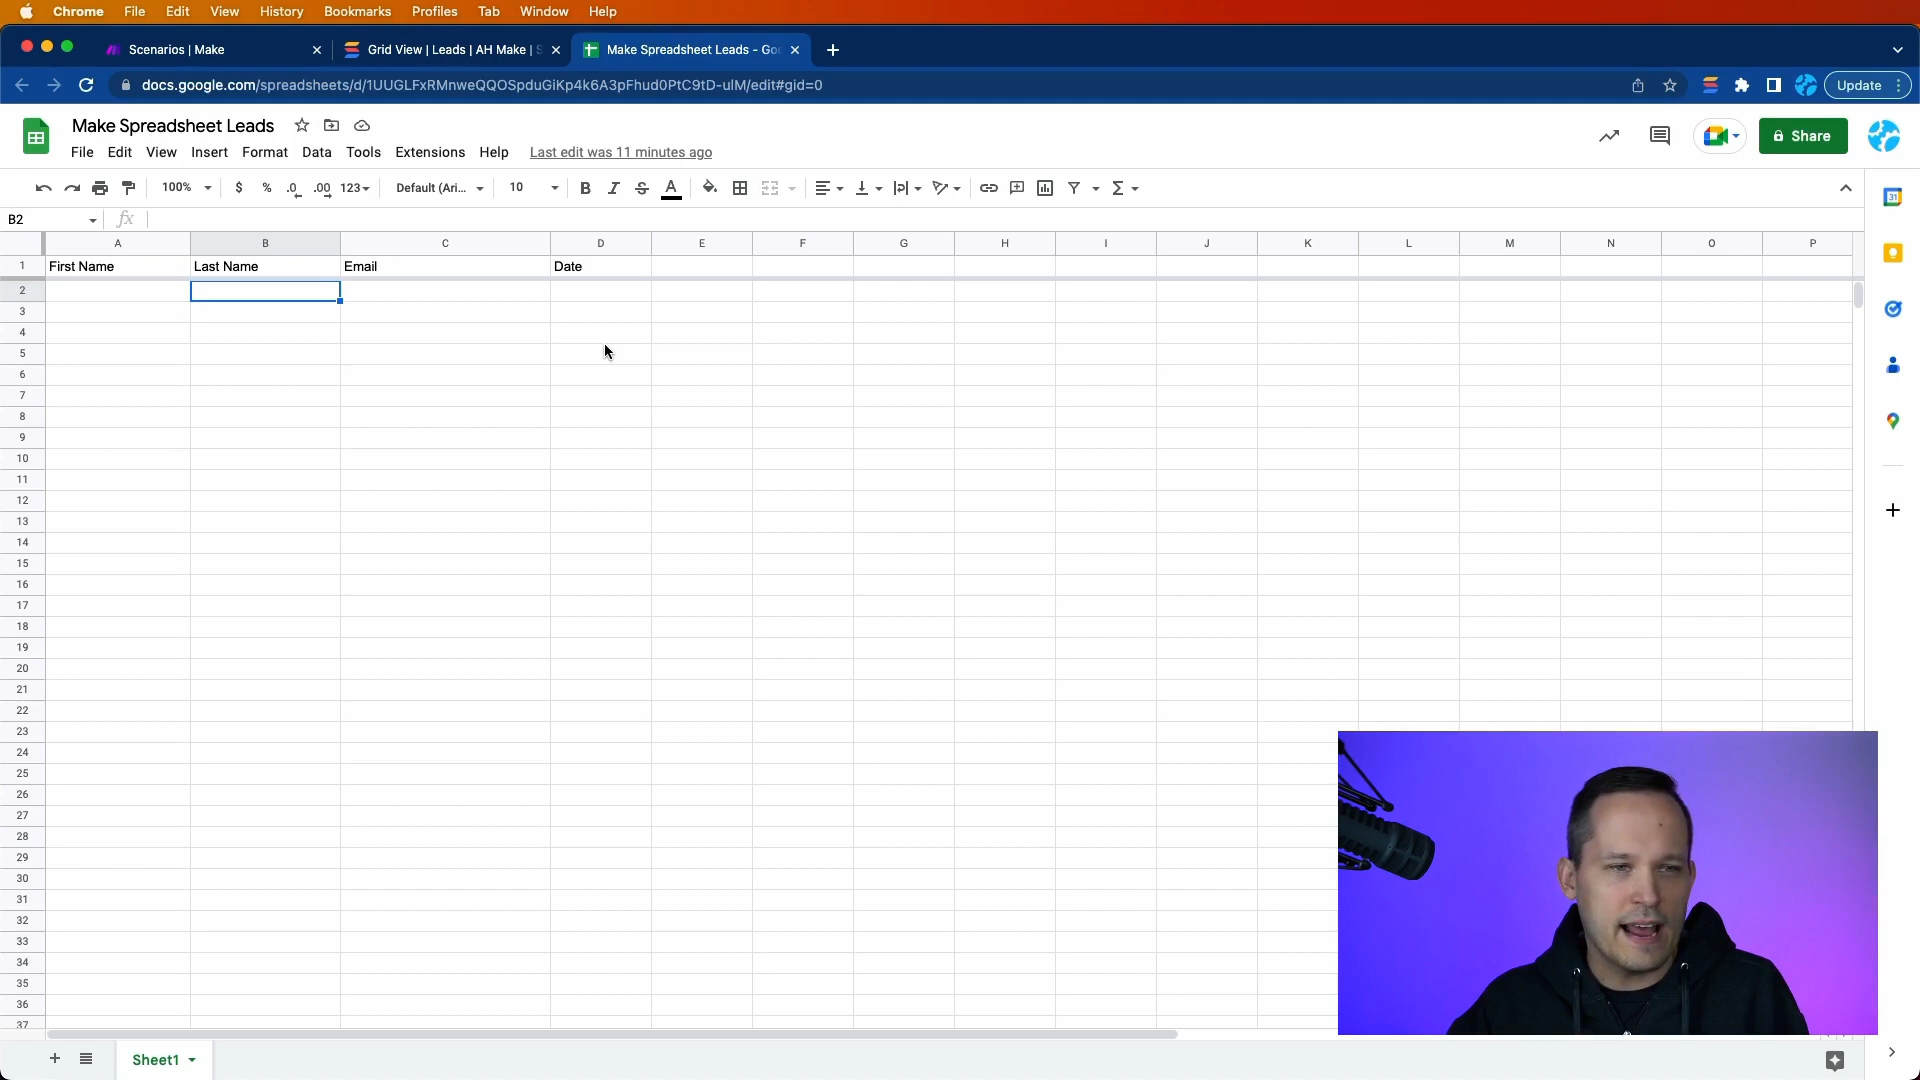 Chrome File Edit View History Bookmarks Profiles Tab Window Help
Scenarios | Make
Grid View | Leads | AH Make | S
Make Spreadsheet Leads - Goo
docs.google.com/spreadsheets/d/1UUGLFxRMnweQQOSpduGiKp4k6A3pFhud0PtC9tD-uIM/edit#gid=0
Update
Make Spreadsheet Leads
File Edit View Insert Format Data Tools Extensions Help Last edit was 11 minutes ago
Share
100% $ % .0 .00 123 Default (Ari... 10 B I S A Σ
31
B2 fx
A B C D E F G H I J K L M N O P
1 First Name Last Name Email Date
2
3
4
5
6
7
8
9
10
11
12
13
14
15
16
17
18
19
20
21
22
23
24
25
26
27
28
29
30
31
32
33
34
35
36
37
Sheet1